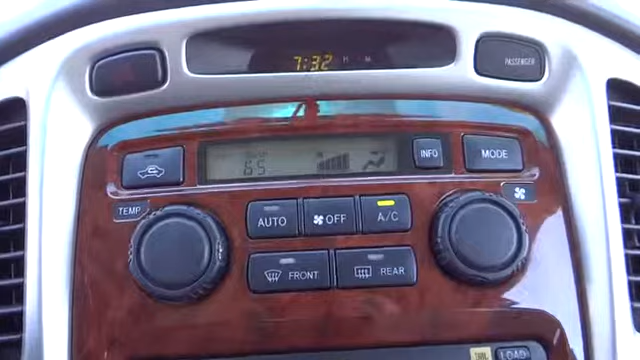 7:32 H M
PASSENGER
65
INFO
MODE
TEMP
AUTO
OFF
A/C
FRONT
REAR
LOAD